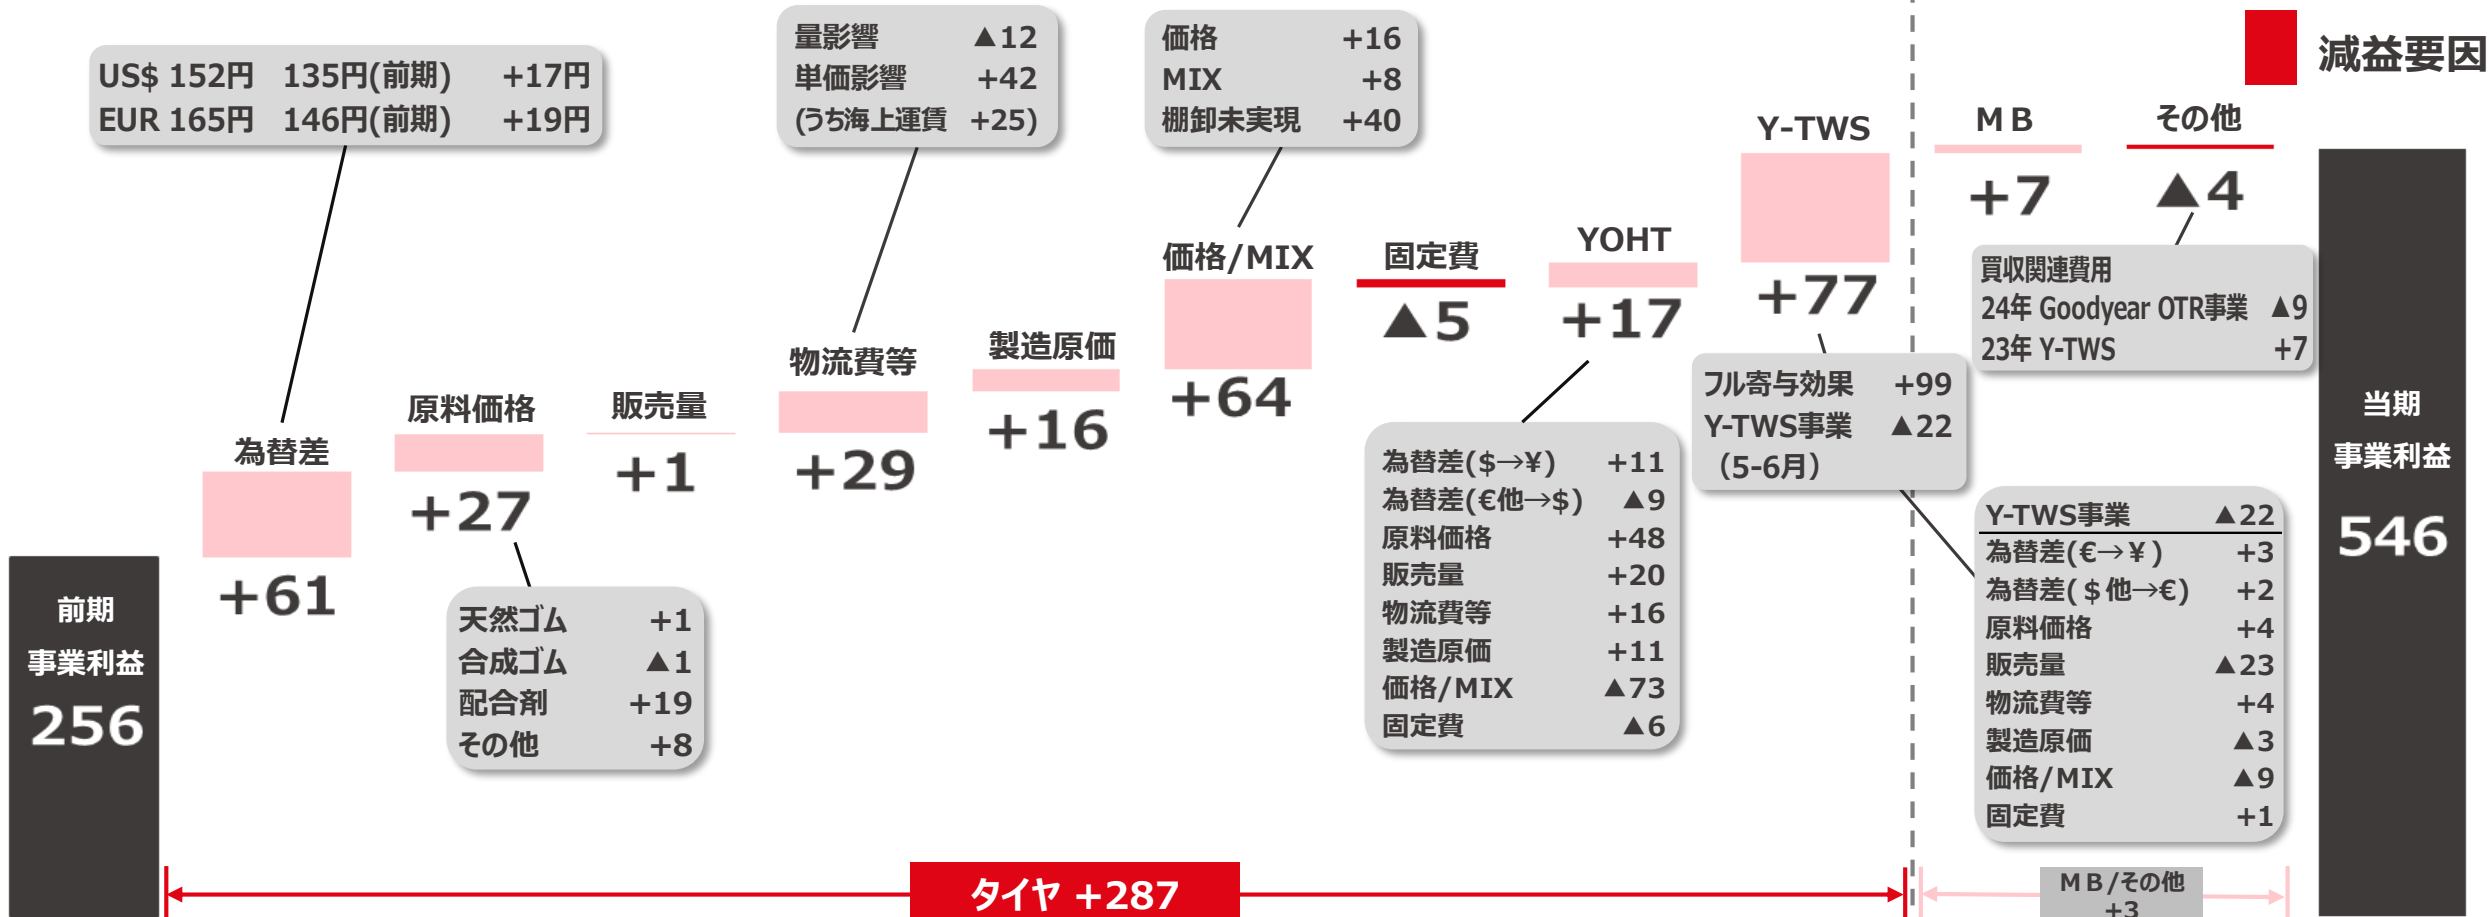 減益要因
US$ 152円 135円(前期) +17円
EUR 165円 146円(前期) +19円
量影響 ▲12
単価影響 +42
(うち海上運賃 +25)
価格 +16
MIX +8
棚卸未実現 +40
前期
事業利益
256
為替差
+61
原料価格
+27
天然ゴム +1
合成ゴム ▲1
配合剤 +19
その他 +8
販売量
+1
物流費等
+29
製造原価
+16
価格/MIX
+64
固定費
▲5
YOHT
+17
為替差($→¥) +11
為替差(€他→$) ▲9
原料価格 +48
販売量 +20
物流費等 +16
製造原価 +11
価格/MIX ▲73
固定費 ▲6
Y-TWS
+77
フル寄与効果 +99
Y-TWS事業 ▲22
(5-6月)
Y-TWS事業 ▲22
為替差(€→¥) +3
為替差($他→€) +2
原料価格 +4
販売量 ▲23
物流費等 +4
製造原価 ▲3
価格/MIX ▲9
固定費 +1
MB
+7
その他
▲4
買収関連費用
24年 Goodyear OTR事業 ▲9
23年 Y-TWS +7
当期
事業利益
546
タイヤ +287
MB/その他
+3